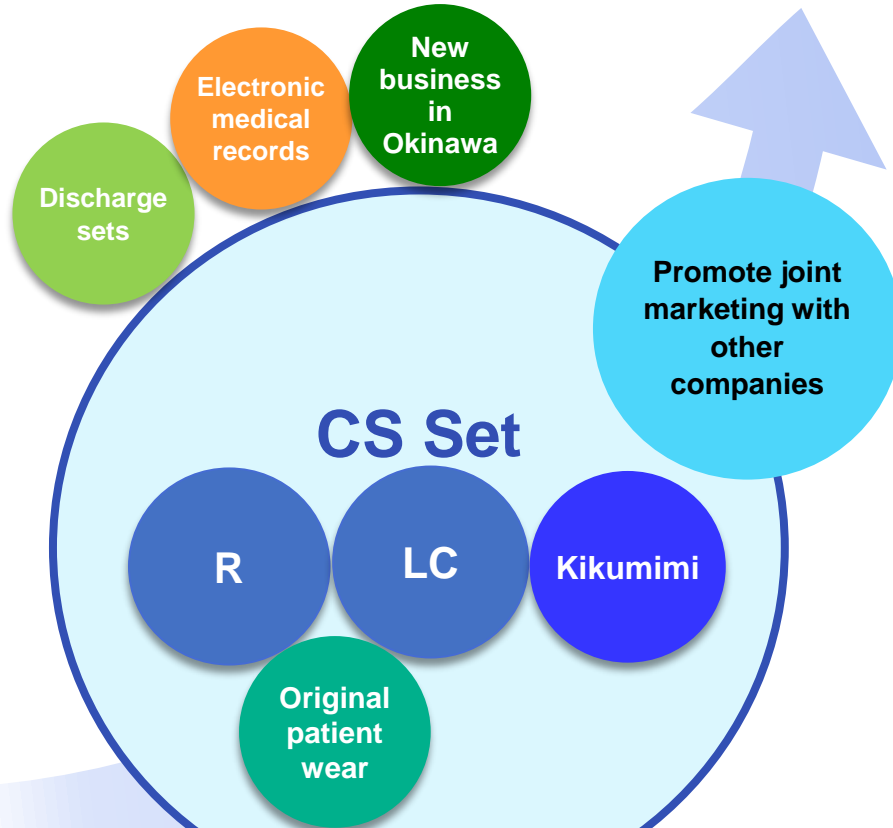 New
business
in
Okinawa
Electronic
medical
records
Discharge
sets
Promote joint
marketing with
other
companies
CS Set
R
LC
Kikumimi
Original
patient
wear